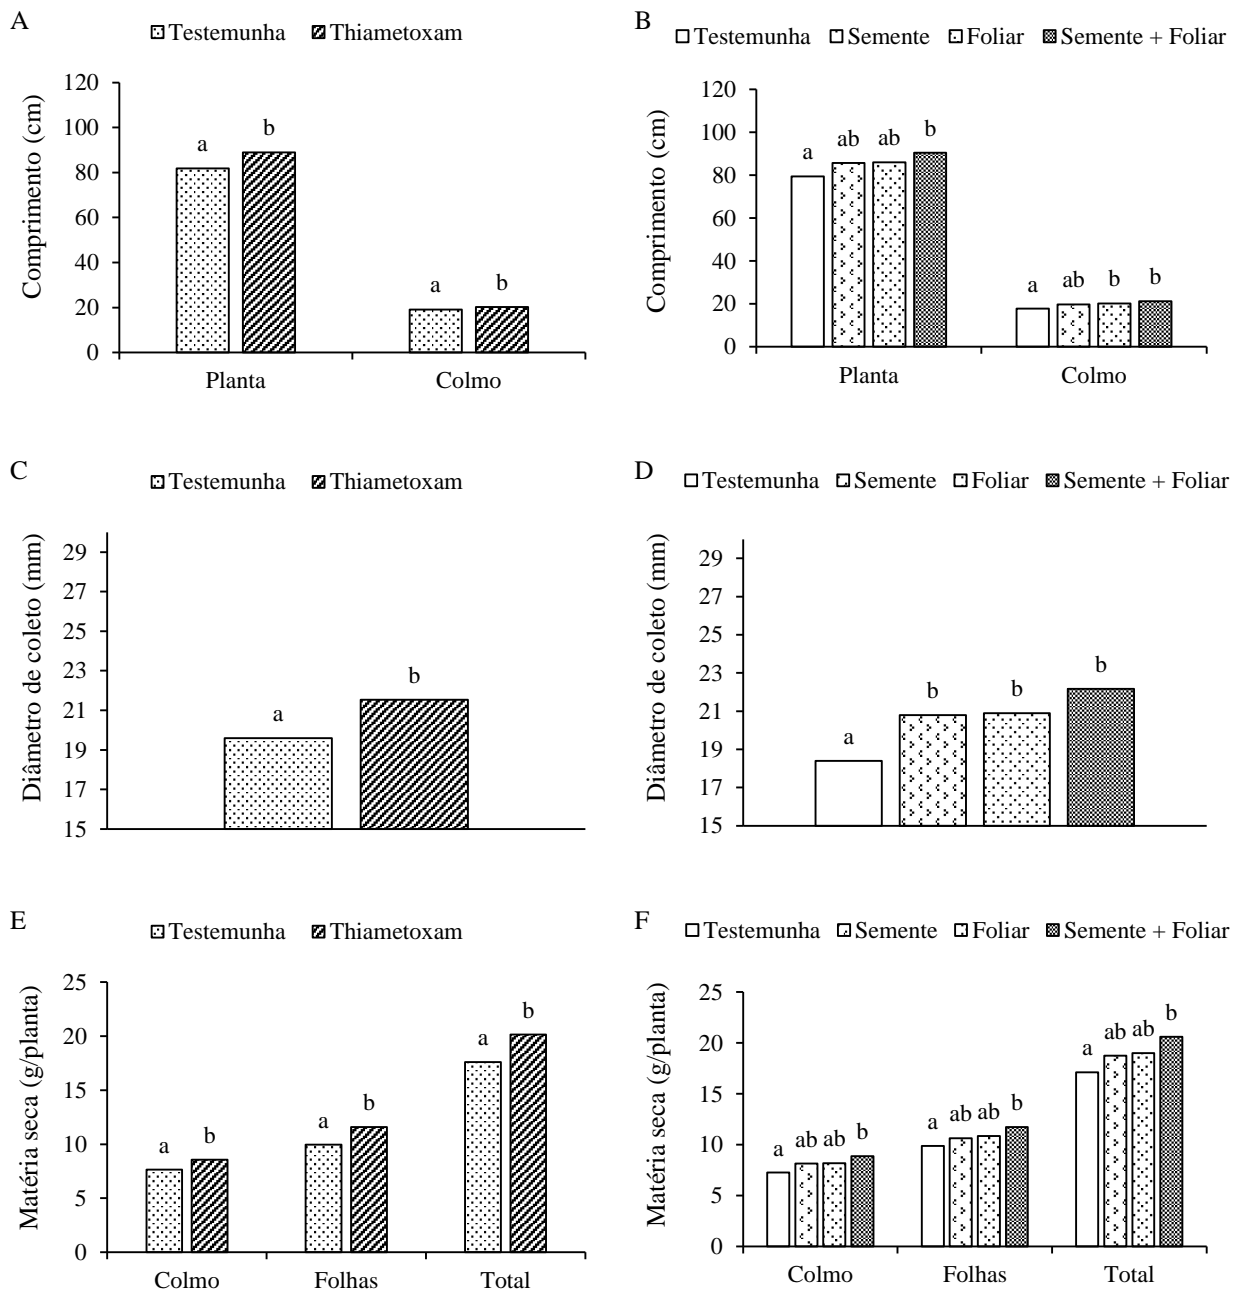 A
Testemunha Thiametoxam
Comprimento (cm)
120
100
80
60
40
20
0
a b a b
Planta Colmo
B
Testemunha Semente Foliar Semente + Foliar
Comprimento (cm)
120
100
80
60
40
20
0
a ab ab b a ab b b
Planta Colmo
C
Testemunha Thiametoxam
Diâmetro de coleto (mm)
29
27
25
23
21
19
17
15
a b
D
Testemunha Semente Foliar Semente + Foliar
Diâmetro de coleto (mm)
29
27
25
23
21
19
17
15
a b b b
E
Testemunha Thiametoxam
Matéria seca (g/planta)
25
20
15
10
5
0
a b a b a b
Colmo Folhas Total
F
Testemunha Semente Foliar Semente + Foliar
Matéria seca (g/planta)
25
20
15
10
5
0
a ab ab b a ab ab b a ab ab b
Colmo Folhas Total